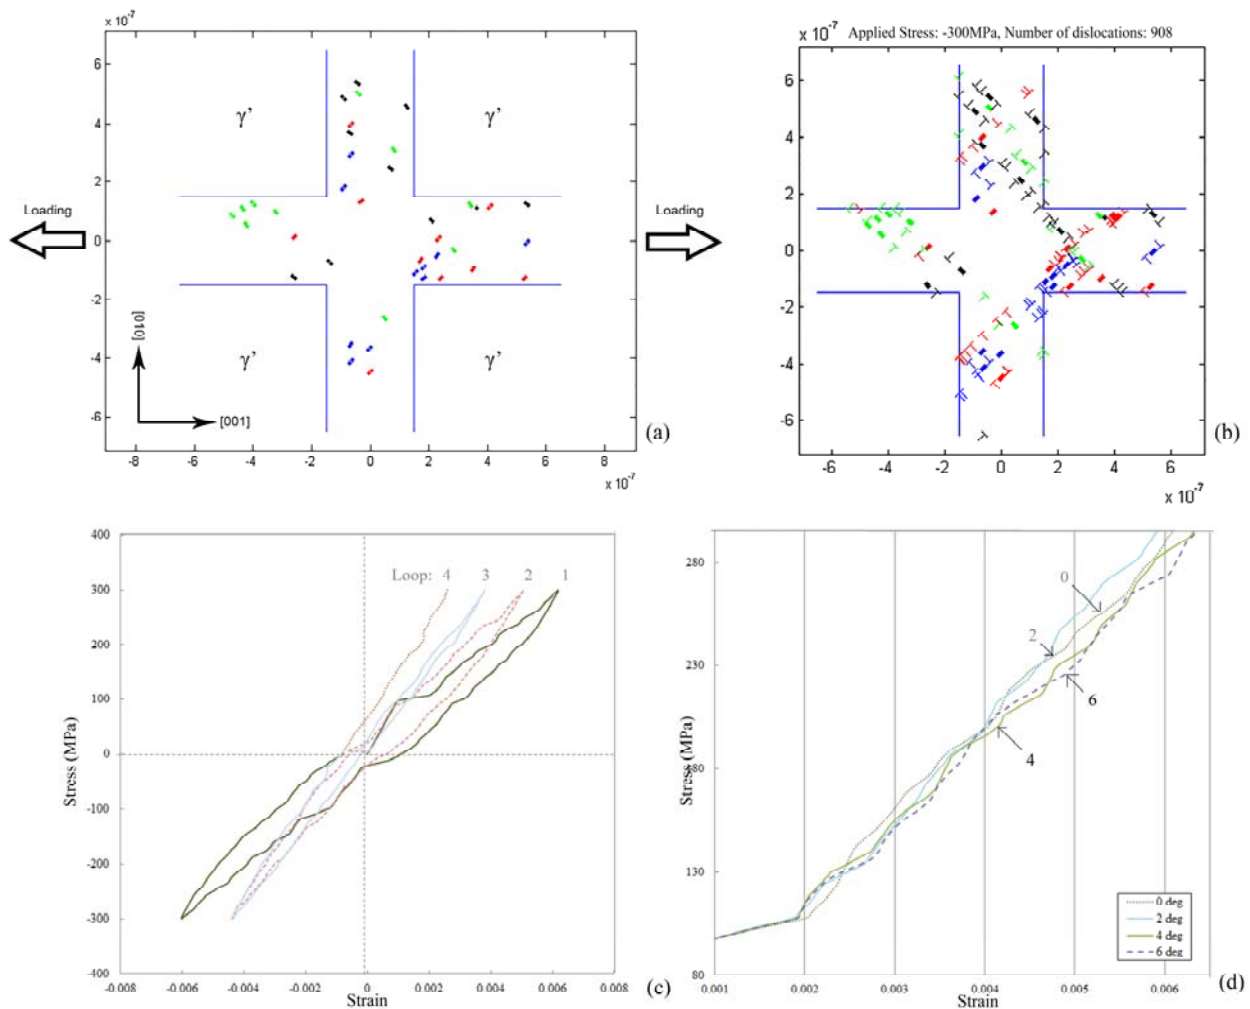 x 10⁻⁷
6
4
2
0
-2
-4
-6
γ' γ'
γ' γ'
Loading
Loading
[010]
[001]
-8 -6 -4 -2 0 2 4 6 8
x 10⁻⁷
(a)
x 10⁻⁷ Applied Stress: -300MPa, Number of dislocations: 908
6
4
2
0
-2
-4
-6
-6 -4 -2 0 2 4 6
x 10⁻⁷
(b)
400
300
200
100
0
-100
-200
-300
-400
Stress (MPa)
Loop: 4 3 2 1
-0.008 -0.006 -0.004 -0.002 0 0.002 0.004 0.006 0.008
Strain
(c)
280
230
180
130
80
Stress (MPa)
0
2
6
4
0 deg
2 deg
4 deg
6 deg
0.001 0.002 0.003 0.004 0.005 0.006
Strain
(d)